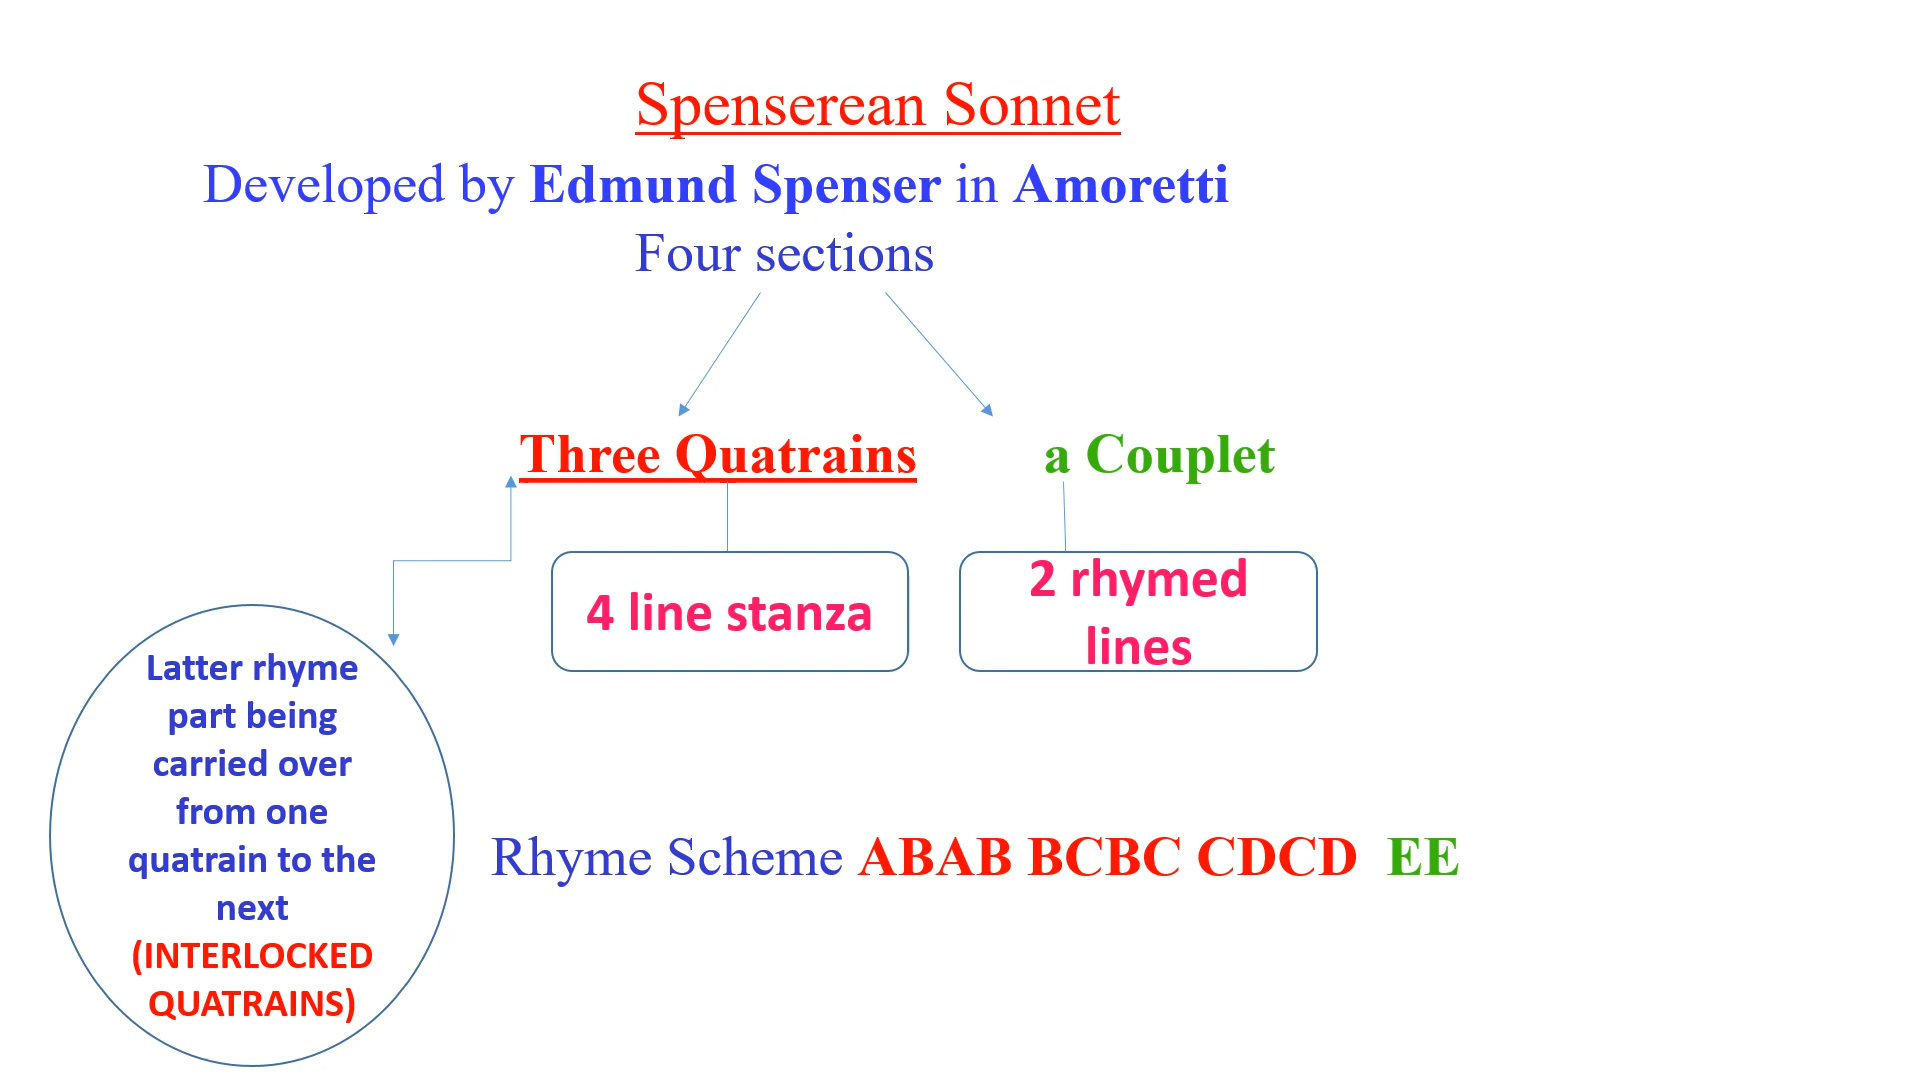 Spenserean Sonnet
Developed by Edmund Spenser in Amoretti
Four sections
Three Quatrains
a Couplet
4 line stanza
2 rhymed
lines
Latter rhyme
part being
carried over
from one
quatrain to the
next
(INTERLOCKED
QUATRAINS)
Rhyme Scheme ABAB BCBC CDCD EE